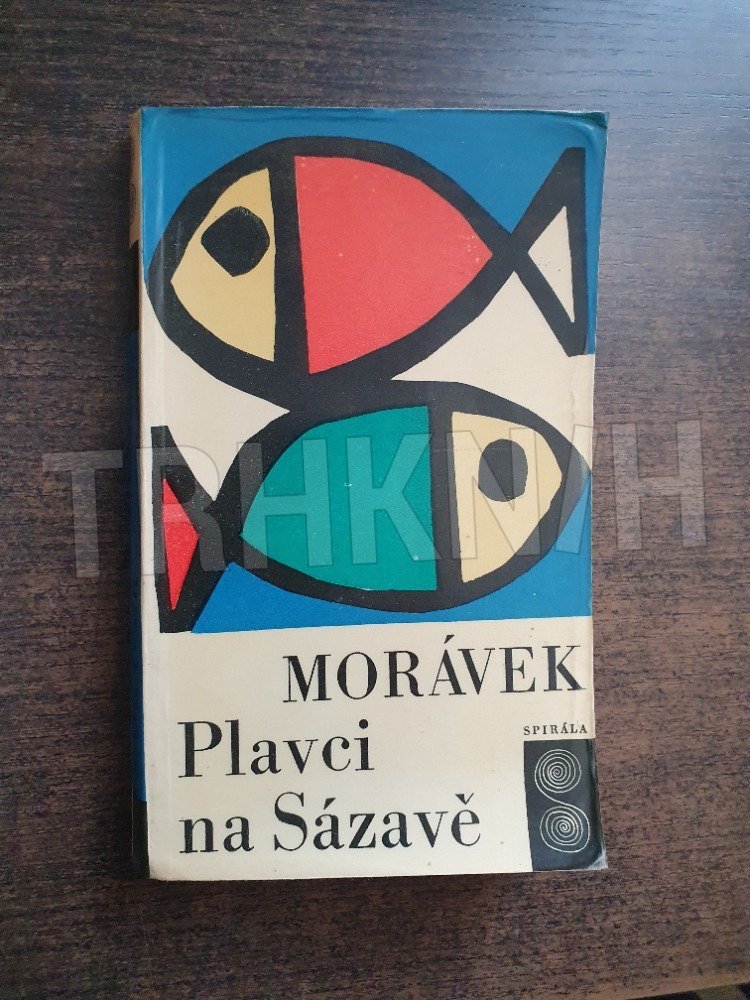 TRHKNIH
MORÁVEK
Plavci
na Sázavě
SPIRÁLA